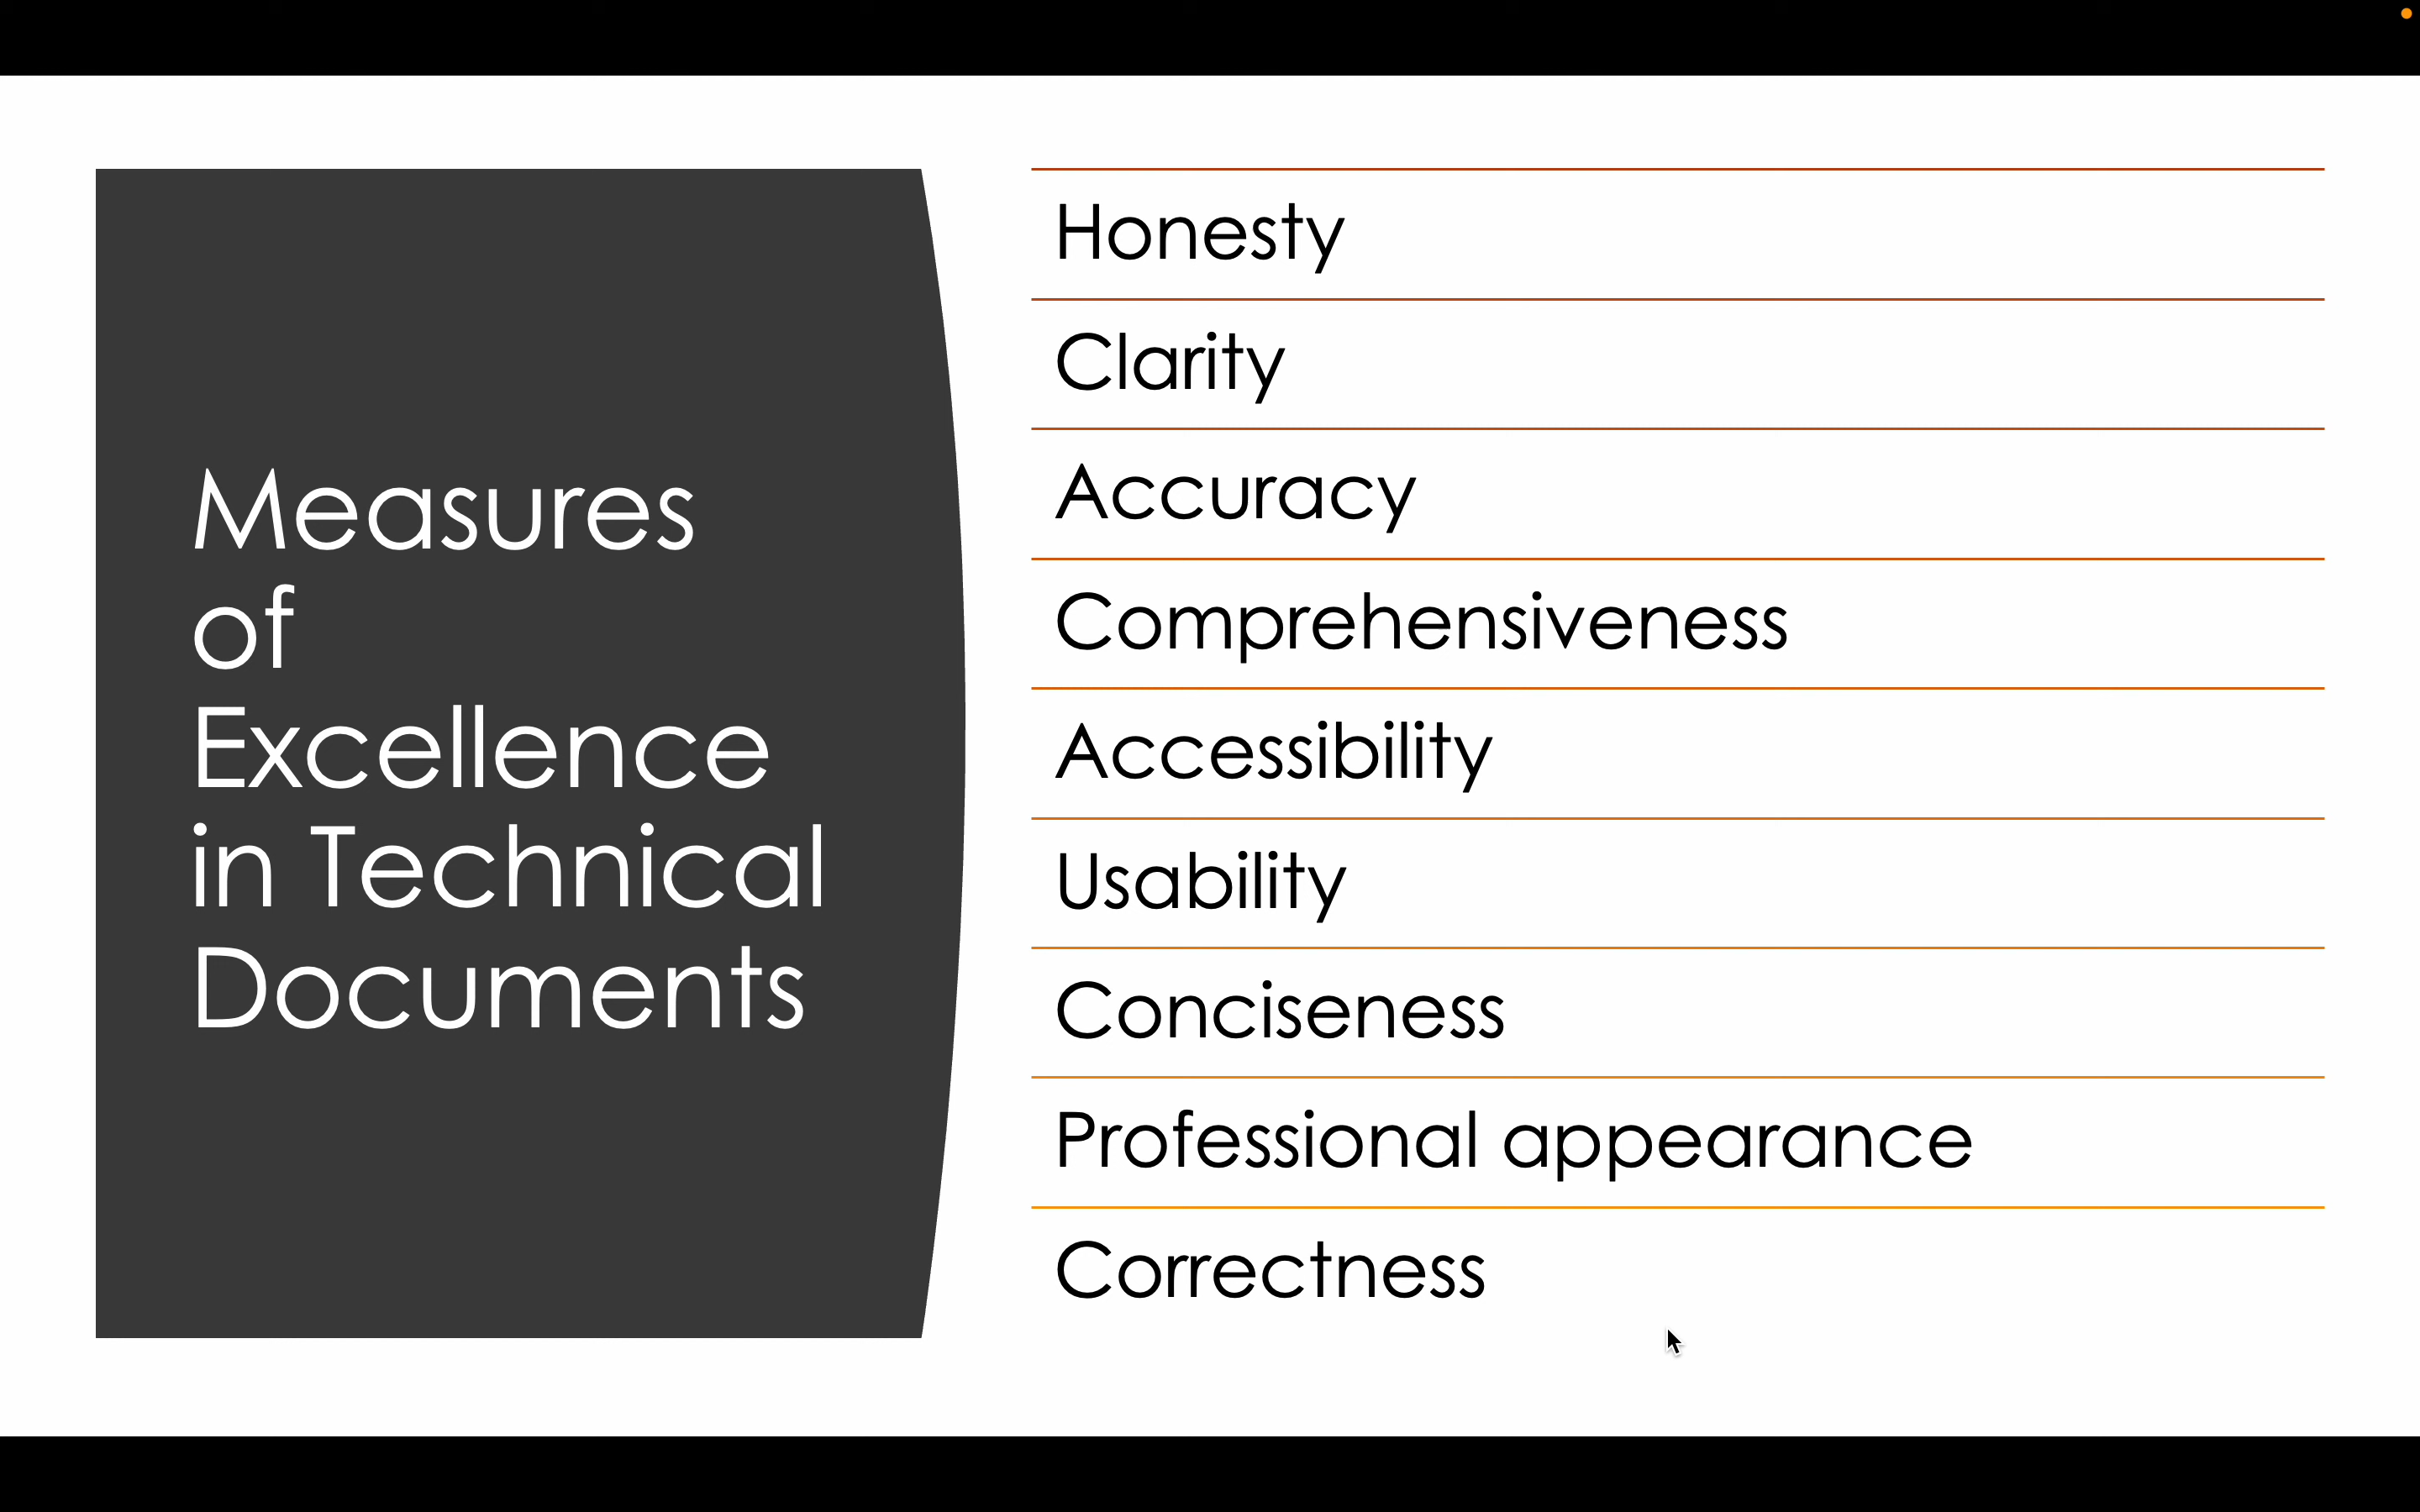 Measures
of
Excellence
in Technical
Documents
Honesty
Clarity
Accuracy
Comprehensiveness
Accessibility
Usability
Conciseness
Professional appearance
Correctness